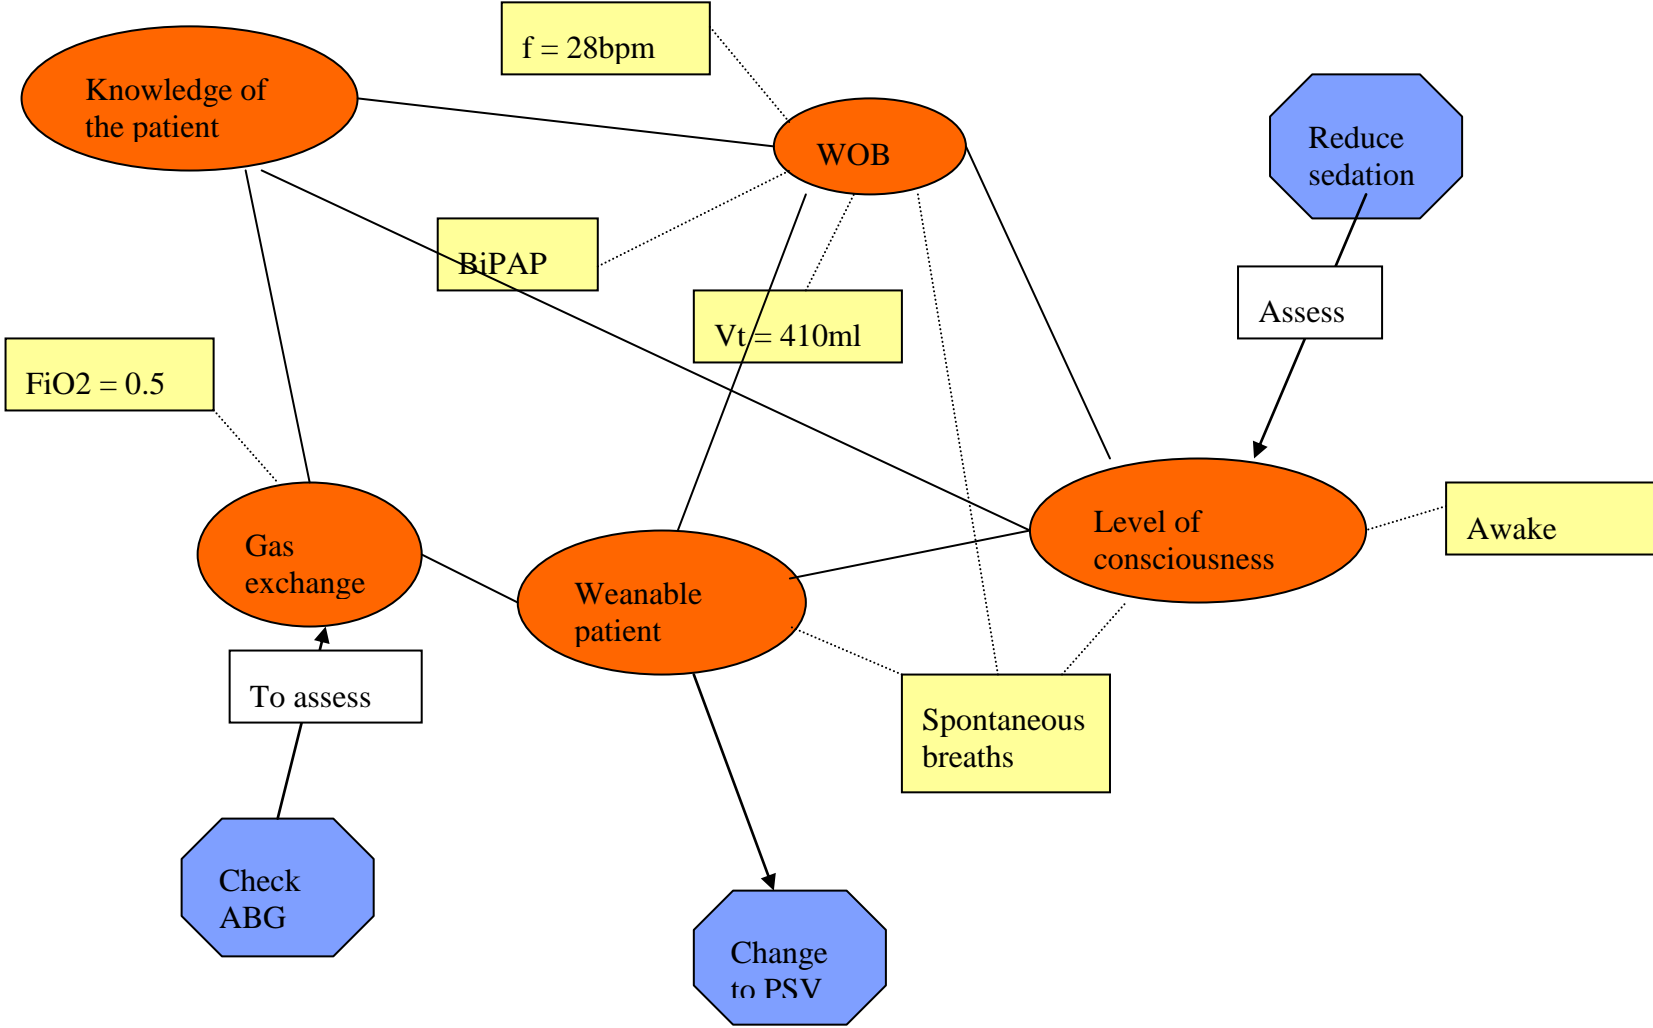 f = 28bpm
Knowledge of
the patient
WOB
Reduce
sedation
BiPAP
Vt = 410ml
Assess
FiO2 = 0.5
Gas
exchange
Weanable
patient
Level of
consciousness
Awake
To assess
Spontaneous
breaths
Check
ABG
Change
to PSV